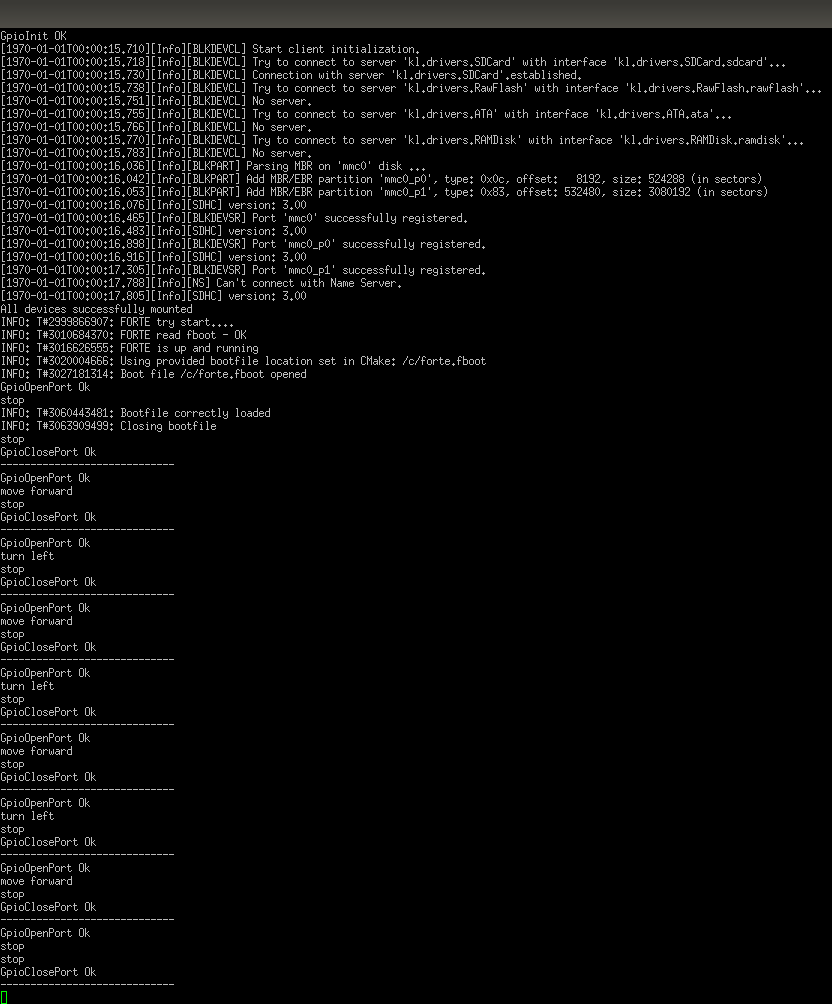 GpioInit OK
[1970-01-01T00:00:15.710][Info][BLKDEVCL] Start client initialization.
[1970-01-01T00:00:15.718][Info][BLKDEVCL] Try to connect to server 'kl.drivers.SDCard' with interface 'kl.drivers.SDCard.sdcard'...
[1970-01-01T00:00:15.730][Info][BLKDEVCL] Connection with server 'kl.drivers.SDCard'.established.
[1970-01-01T00:00:15.738][Info][BLKDEVCL] Try to connect to server 'kl.drivers.RawFlash' with interface 'kl.drivers.RawFlash.rawflash'...
[1970-01-01T00:00:15.751][Info][BLKDEVCL] No server.
[1970-01-01T00:00:15.755][Info][BLKDEVCL] Try to connect to server 'kl.drivers.ATA' with interface 'kl.drivers.ATA.ata'...
[1970-01-01T00:00:15.766][Info][BLKDEVCL] No server.
[1970-01-01T00:00:15.770][Info][BLKDEVCL] Try to connect to server 'kl.drivers.RAMDisk' with interface 'kl.drivers.RAMDisk.ramdisk'...
[1970-01-01T00:00:15.783][Info][BLKDEVCL] No server.
[1970-01-01T00:00:16.036][Info][BLKPART] Parsing MBR on 'mmc0' disk ...
[1970-01-01T00:00:16.042][Info][BLKPART] Add MBR/EBR partition 'mmc0_p0', type: 0x0c, offset:   8192, size: 524288 (in sectors)
[1970-01-01T00:00:16.053][Info][BLKPART] Add MBR/EBR partition 'mmc0_p1', type: 0x83, offset: 532480, size: 3080192 (in sectors)
[1970-01-01T00:00:16.076][Info][SDHC] version: 3.00
[1970-01-01T00:00:16.465][Info][BLKDEVSR] Port 'mmc0' successfully registered.
[1970-01-01T00:00:16.483][Info][SDHC] version: 3.00
[1970-01-01T00:00:16.898][Info][BLKDEVSR] Port 'mmc0_p0' successfully registered.
[1970-01-01T00:00:16.916][Info][SDHC] version: 3.00
[1970-01-01T00:00:17.305][Info][BLKDEVSR] Port 'mmc0_p1' successfully registered.
[1970-01-01T00:00:17.788][Info][NS] Can't connect with Name Server.
[1970-01-01T00:00:17.805][Info][SDHC] version: 3.00
All devices successfully mounted
INFO: T#2999866907: FORTE try start....
INFO: T#3010684370: FORTE read fboot - OK
INFO: T#3016626555: FORTE is up and running
INFO: T#3020004666: Using provided bootfile location set in CMake: /c/forte.fboot
INFO: T#3027181314: Boot file /c/forte.fboot opened
GpioOpenPort Ok
stop
INFO: T#3060443481: Bootfile correctly loaded
INFO: T#3063909499: Closing bootfile
stop
GpioClosePort Ok
-----------------------------
GpioOpenPort Ok
move forward
stop
GpioClosePort Ok
-----------------------------
GpioOpenPort Ok
turn left
stop
GpioClosePort Ok
-----------------------------
GpioOpenPort Ok
move forward
stop
GpioClosePort Ok
-----------------------------
GpioOpenPort Ok
turn left
stop
GpioClosePort Ok
-----------------------------
GpioOpenPort Ok
move forward
stop
GpioClosePort Ok
-----------------------------
GpioOpenPort Ok
turn left
stop
GpioClosePort Ok
-----------------------------
GpioOpenPort Ok
move forward
stop
GpioClosePort Ok
-----------------------------
GpioOpenPort Ok
stop
stop
GpioClosePort Ok
-----------------------------